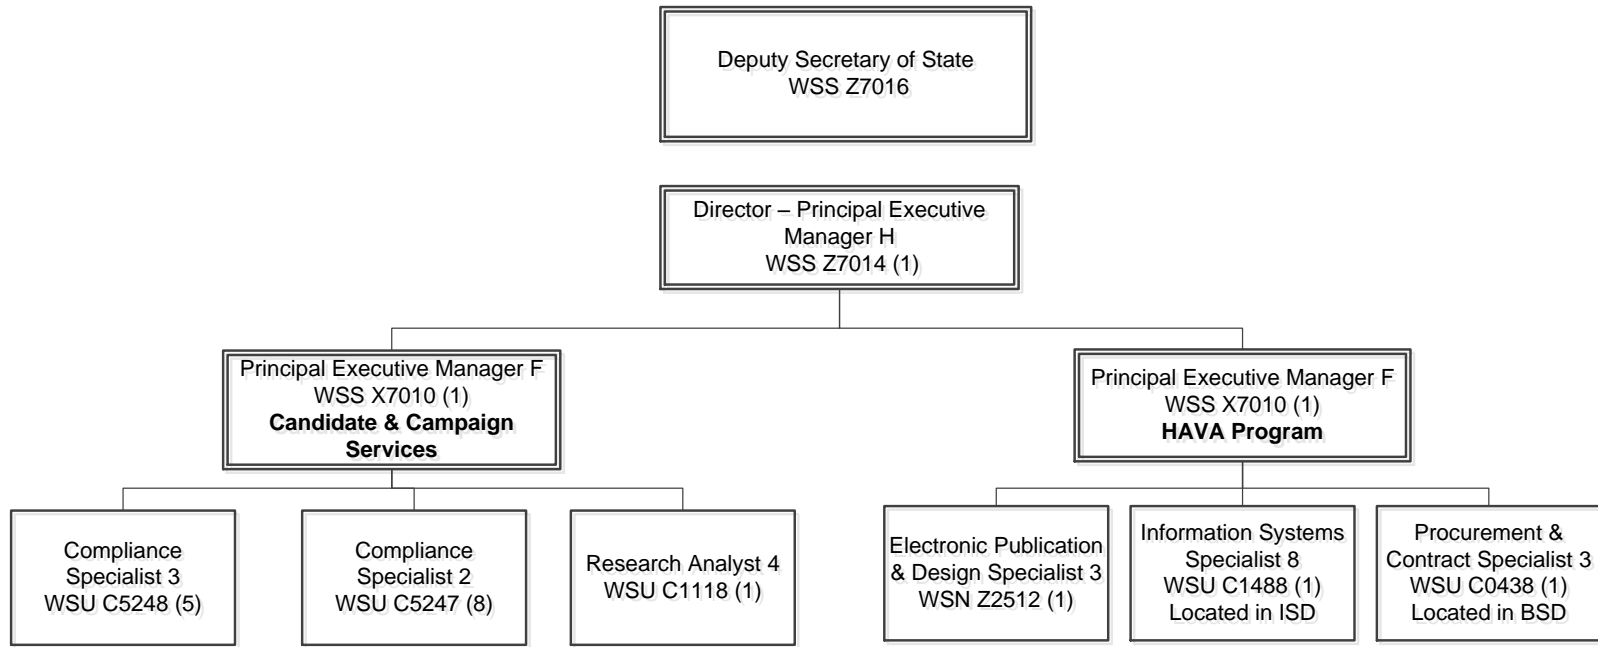 Deputy Secretary of State
WSS Z7016
Director – Principal Executive
Manager H
WSS Z7014 (1)
Principal Executive Manager F
WSS X7010 (1)
Candidate & Campaign
Services
Principal Executive Manager F
WSS X7010 (1)
HAVA Program
Compliance
Specialist 3
WSU C5248 (5)
Compliance
Specialist 2
WSU C5247 (8)
Research Analyst 4
WSU C1118 (1)
Electronic Publication
& Design Specialist 3
WSN Z2512 (1)
Information Systems
Specialist 8
WSU C1488 (1)
Located in ISD
Procurement &
Contract Specialist 3
WSU C0438 (1)
Located in BSD